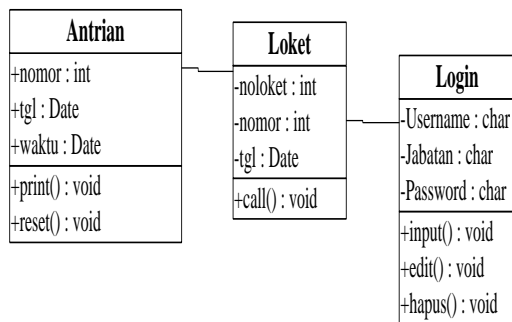 Antrian
+nomor : int
+tgl : Date
+waktu : Date
+print() : void
+reset() : void
Loket
-noloket : int
-nomor : int
-tgl : Date
+call() : void
Login
-Username : char
-Jabatan : char
-Password : char
+input() : void
+edit() : void
+hapus() : void